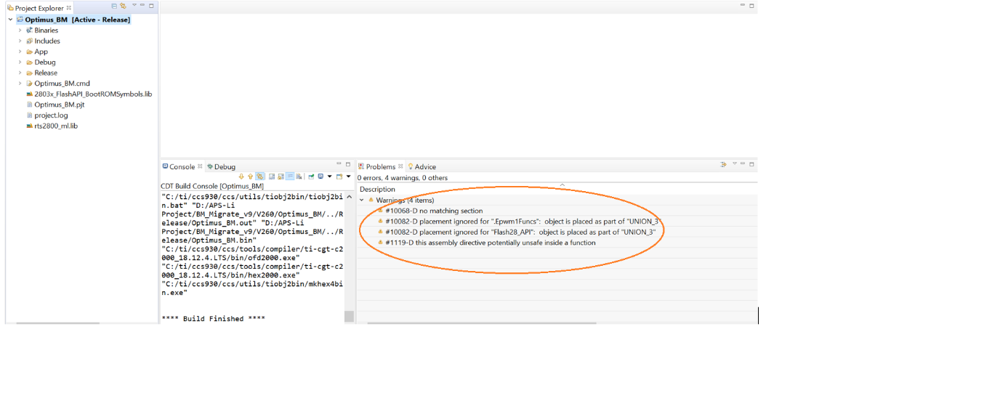 Project Explorer
Optimus_BM [Active - Release]
Binaries
Includes
App
Debug
Release
Optimus_BM.cmd
2803x_FlashAPI_BootROMSymbols.lib
Optimus_BM.pjt
project.log
rts2800_ml.lib
Console
Debug
CDT Build Console [Optimus_BM]
"C:/ti/ccs930/ccs/utils/tiobj2bin/tiobj2bi
n.bat" "D:/APS-Li
Project/BM_Migrate_v9/V260/Optimus_BM/../R
elease/Optimus_BM.out" "D:/APS-Li
Project/BM_Migrate_v9/V260/Optimus_BM/../R
elease/Optimus_BM.bin"
"C:/ti/ccs930/ccs/tools/compiler/ti-cgt-c2
000_18.12.4.LTS/bin/ofd2000.exe"
"C:/ti/ccs930/ccs/tools/compiler/ti-cgt-c2
000_18.12.4.LTS/bin/hex2000.exe"
"C:/ti/ccs930/ccs/utils/tiobj2bin/mkhex4bi
n.exe"
**** Build Finished ****
Problems
Advice
0 errors, 4 warnings, 0 others
Description
Warnings (4 items)
#10068-D no matching section
#10082-D placement ignored for ".Epwm1Funcs": object is placed as part of "UNION_3"
#10082-D placement ignored for "Flash28_API": object is placed as part of "UNION_3"
#1119-D this assembly directive potentially unsafe inside a function